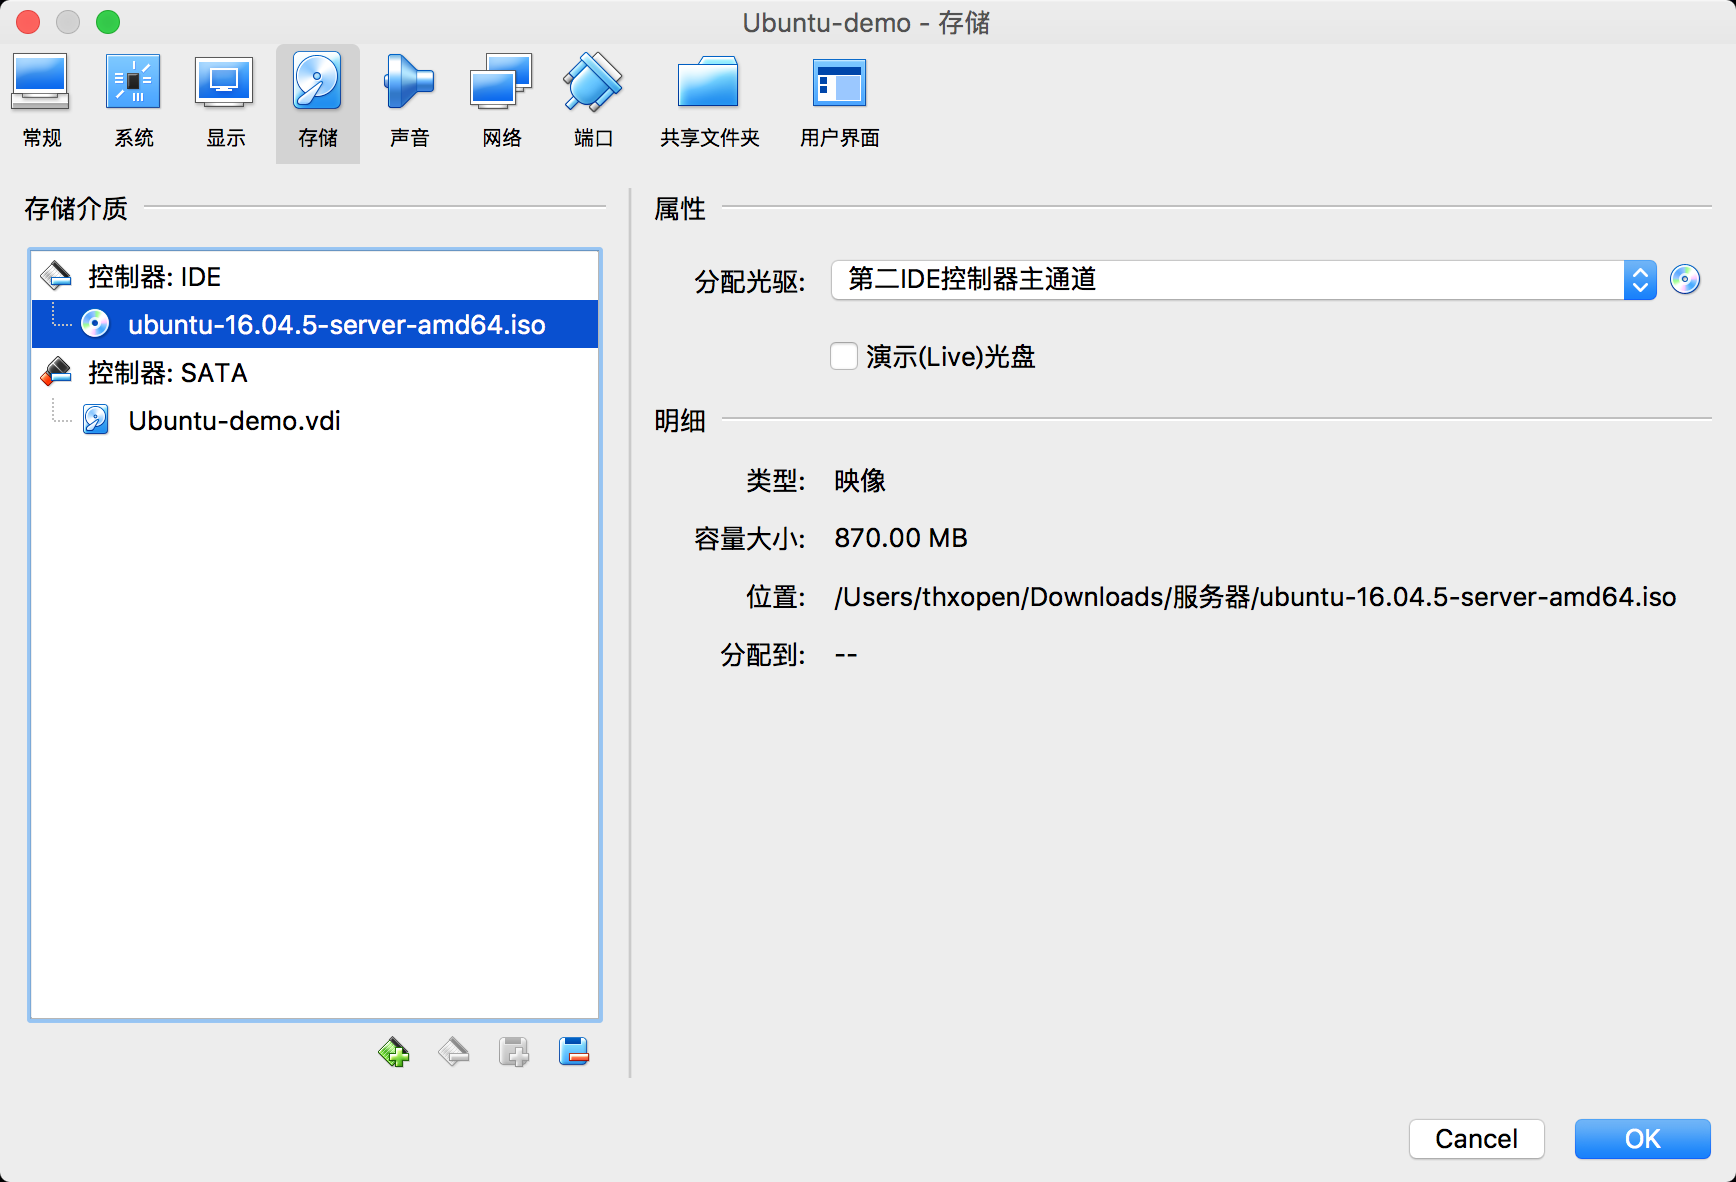 Ubuntu-demo - 存储
常规 系统 显示 存储 声音 网络 端口 共享文件夹 用户界面
存储介质
控制器: IDE
ubuntu-16.04.5-server-amd64.iso
控制器: SATA
Ubuntu-demo.vdi
属性
分配光驱: 第二IDE控制器主通道
演示(Live)光盘
明细
类型: 映像
容量大小: 870.00 MB
位置: /Users/thxopen/Downloads/服务器/ubuntu-16.04.5-server-amd64.iso
分配到: --
Cancel OK